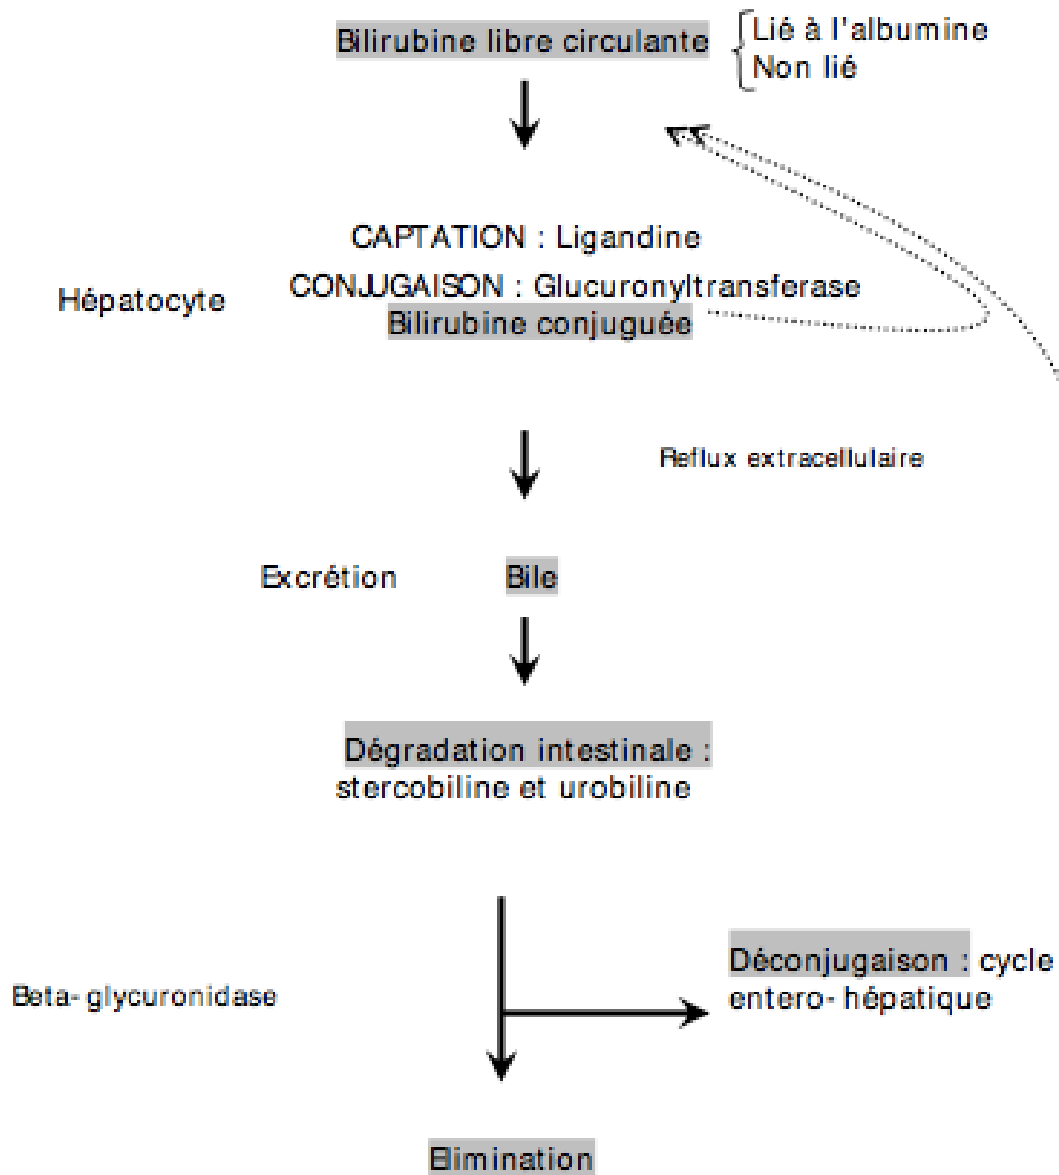 Bilirubine libre circulante
Lié à l'albumine
Non lié
CAPTATION : Ligandine
Hépatocyte
CONJUGAISON : Glucuronyltransferase
Bilirubine conjuguée
Reflux extracellulaire
Excrétion
Bile
Dégradation intestinale :
stercobiline et urobiline
Déconjugaison : cycle
entero-hépatique
Beta-glycuronidase
Elimination